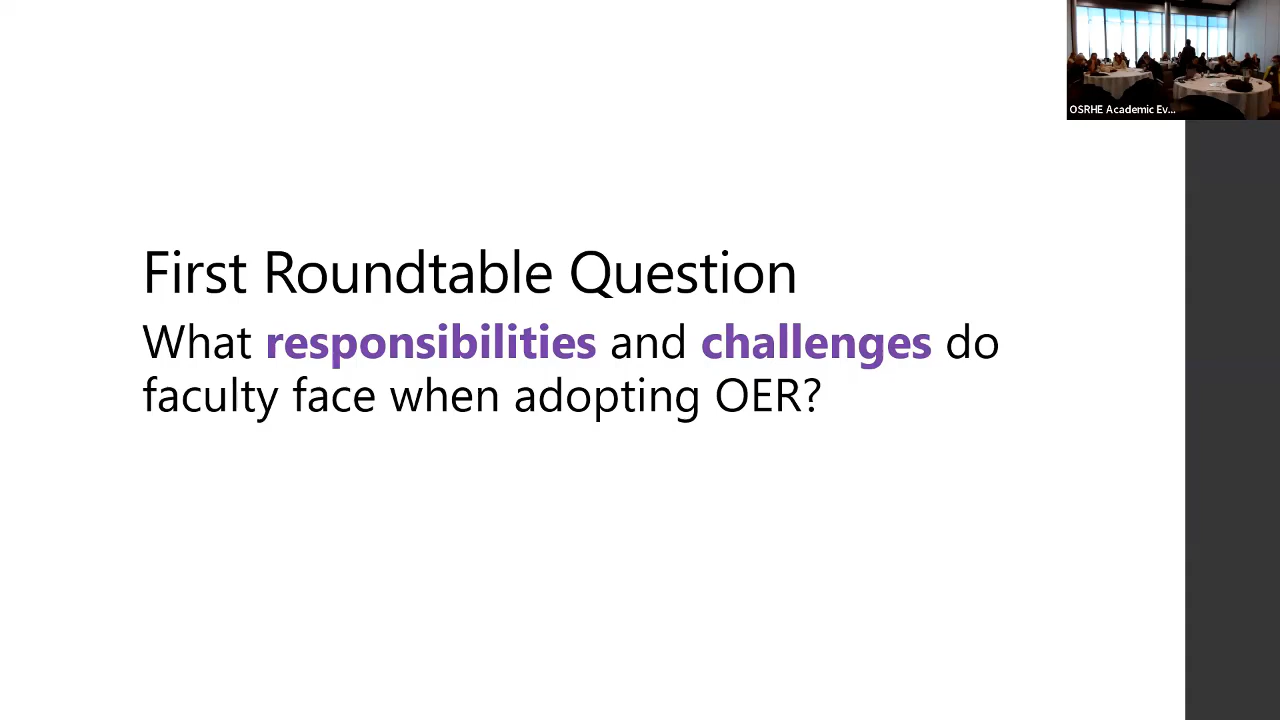 OSRHE Academic Ev...
First Roundtable Question
What responsibilities and challenges do
faculty face when adopting OER?